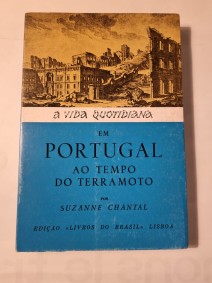 A VIDA QUOTIDIANA
EM
PORTUGAL
AO TEMPO
DO TERRAMOTO
POR
SUZANNE CHANTAL
EDIÇÃO «LIVROS DO BRASIL» LISBOA